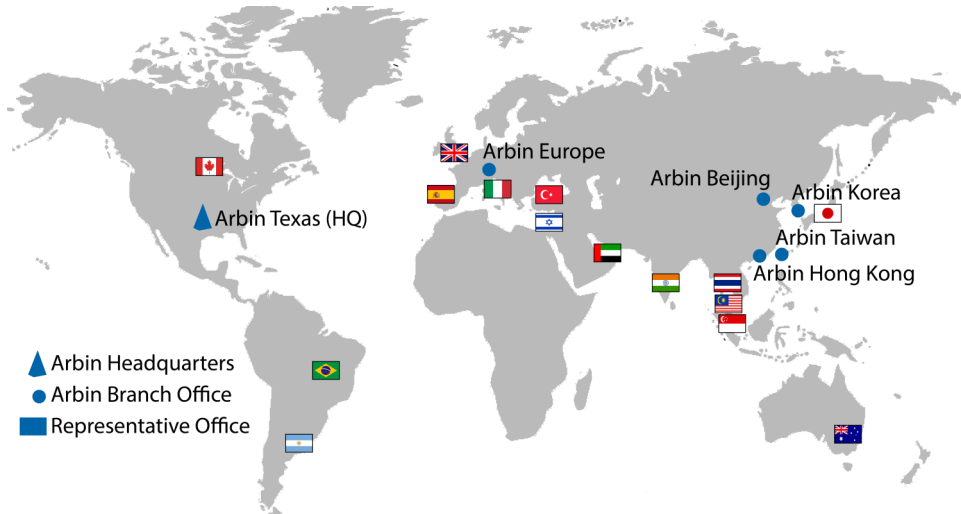 Arbin Europe
Arbin Beijing
Arbin Korea
Arbin Texas (HQ)
Arbin Taiwan
Arbin Hong Kong
Arbin Headquarters
Arbin Branch Office
Representative Office